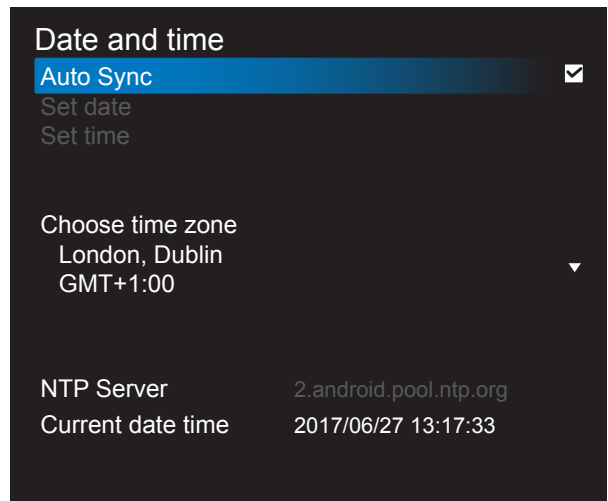 Date and time
Auto Sync
Set date
Set time
Choose time zone
London, Dublin
GMT+1:00
NTP Server 2.android.pool.ntp.org
Current date time 2017/06/27 13:17:33